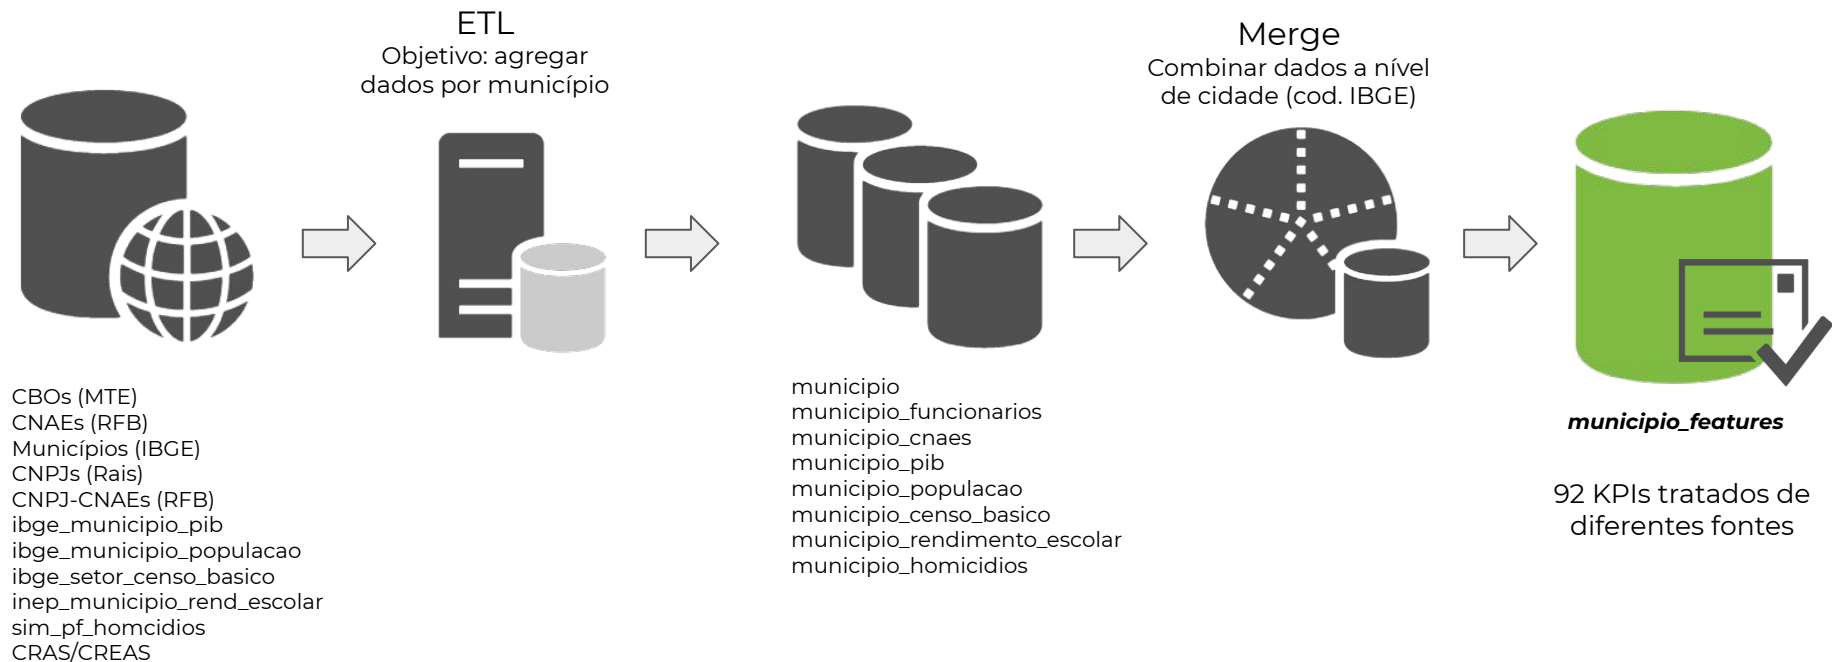 ETL
Objetivo: agregar
dados por município
Merge
Combinar dados a nível
de cidade (cod. IBGE)
CBOs (MTE)
CNAEs (RFB)
Municípios (IBGE)
CNPJs (Rais)
CNPJ-CNAEs (RFB)
ibge_municipio_pib
ibge_municipio_populacao
ibge_setor_censo_basico
inep_municipio_rend_escolar
sim_pf_homcidios
CRAS/CREAS
municipio
municipio_funcionarios
municipio_cnaes
municipio_pib
municipio_populacao
municipio_censo_basico
municipio_rendimento_escolar
municipio_homicidios
municipio_features
92 KPIs tratados de
diferentes fontes